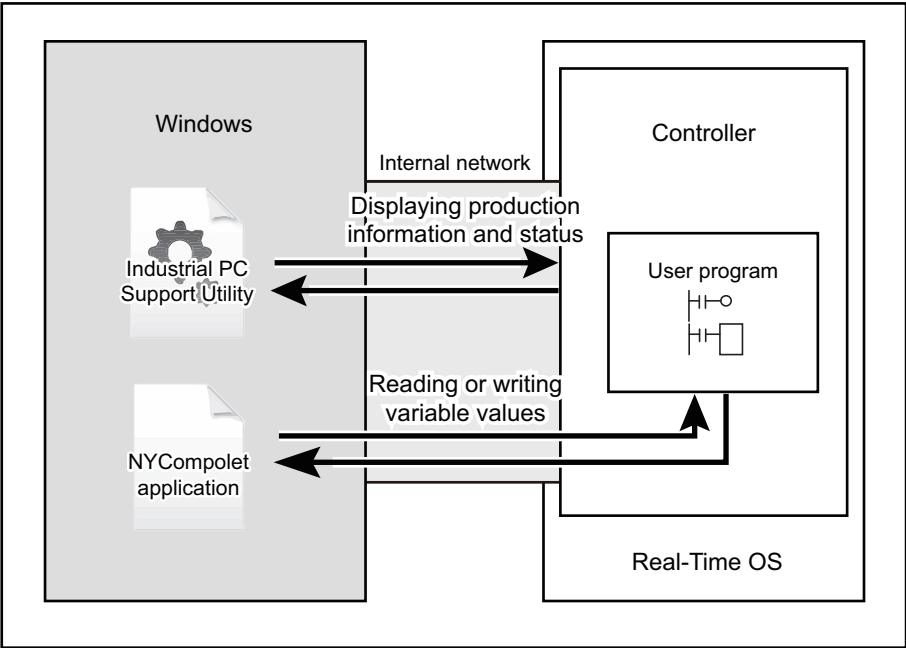 Windows
Controller
Internal network
Displaying production
information and status
Industrial PC
Support Utility
User program
Reading or writing
variable values
NYCompolet
application
Real-Time OS